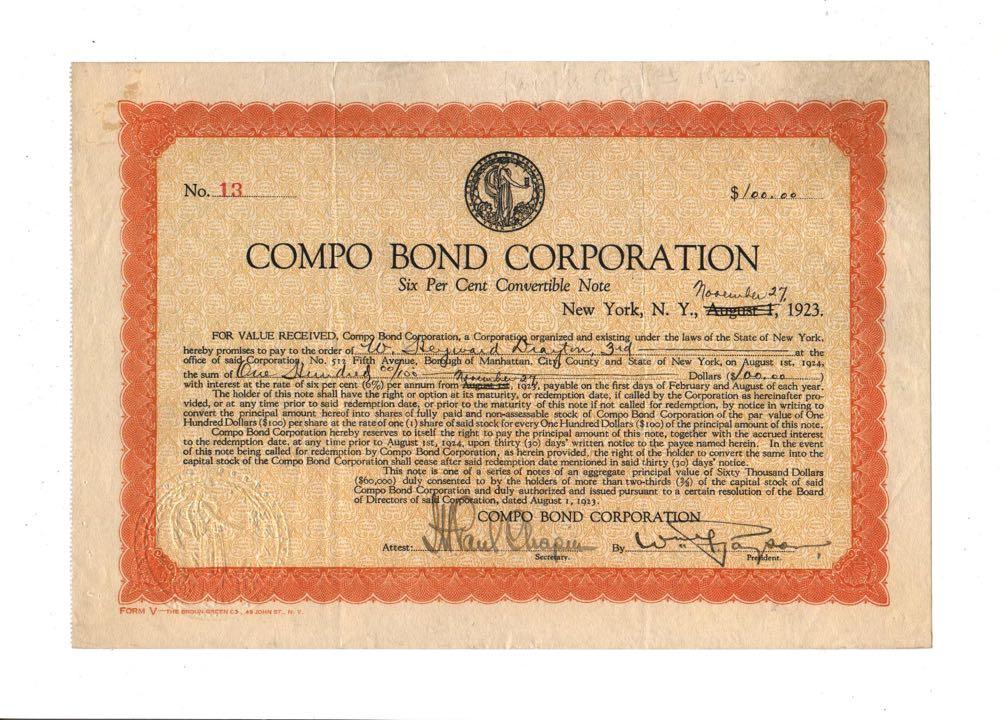 No. 13
$100.00
COMPO BOND CORPORATION
Six Per Cent Convertible Note
November 27,
New York, N. Y., August 1, 1923.
FOR VALUE RECEIVED, Compo Bond Corporation, a Corporation organized and existing under the laws of the State of New York,
hereby promises to pay to the order of W. Heyward Drayton, 3rd at the
office of said Corporation, No. 513 Fifth Avenue, Borough of Manhattan, City, County and State of New York, on August 1st, 1924,
the sum of One Hundred 00/100 Dollars ($100.00)
November 27
with interest at the rate of six per cent (6%) per annum from August 1st, 1923, payable on the first days of February and August of each year.
The holder of this note shall have the right or option at its maturity, or redemption date, if called by the Corporation as hereinafter pro-
vided, or at any time prior to said redemption date, or prior to the maturity of this note if not called for redemption, by notice in writing to
convert the principal amount hereof into shares of fully paid and non-assessable stock of Compo Bond Corporation of the par value of One
Hundred Dollars ($100) per share at the rate of one (1) share of said stock for every One Hundred Dollars ($100) of the principal amount of this note.
Compo Bond Corporation hereby reserves to itself the right to pay the principal amount of this note, together with the accrued interest
to the redemption date, at any time prior to August 1st, 1924, upon thirty (30) days' written notice to the payee named herein. In the event
of this note being called for redemption by the Corporation, as herein provided, the right of the holder to convert the same into the
capital stock of the Compo Bond Corporation shall cease after said redemption date mentioned in said thirty (30) days' notice.
This note is one of a series of notes of an aggregate principal value of Sixty Thousand Dollars
($60,000) duly consented to by the holders of more than two-thirds (⅔) of the capital stock of said
Compo Bond Corporation and duly authorized and issued pursuant to a certain resolution of the Board
of Directors of said Corporation, dated August 1, 1923.
COMPO BOND CORPORATION
Attest: H Paul Chapin By
Secretary. President.
FORM V—THE BROUN-GREEN CO., 48 JOHN ST., N. Y.